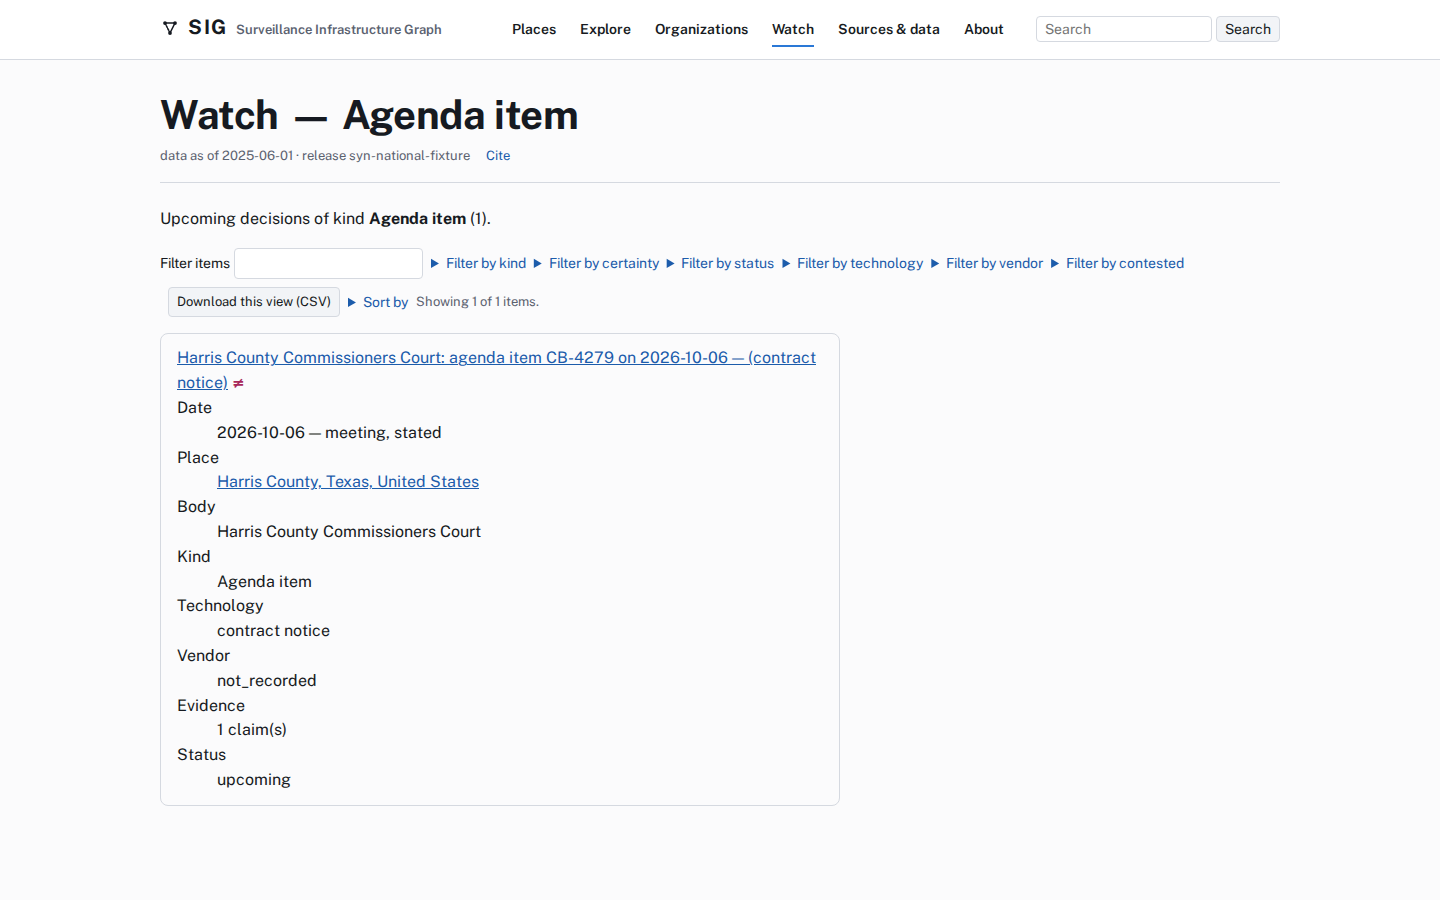 SIG Surveillance Infrastructure Graph Places Explore Organizations Watch Sources & data About Search Search
Watch — Agenda item
data as of 2025-06-01 · release syn-national-fixture Cite
Upcoming decisions of kind Agenda item (1).
Filter items ▶ Filter by kind ▶ Filter by certainty ▶ Filter by status ▶ Filter by technology ▶ Filter by vendor ▶ Filter by contested
Download this view (CSV) ▶ Sort by Showing 1 of 1 items.
Harris County Commissioners Court: agenda item CB-4279 on 2026-10-06 — (contract
notice) ≠
Date
2026-10-06 — meeting, stated
Place
Harris County, Texas, United States
Body
Harris County Commissioners Court
Kind
Agenda item
Technology
contract notice
Vendor
not_recorded
Evidence
1 claim(s)
Status
upcoming